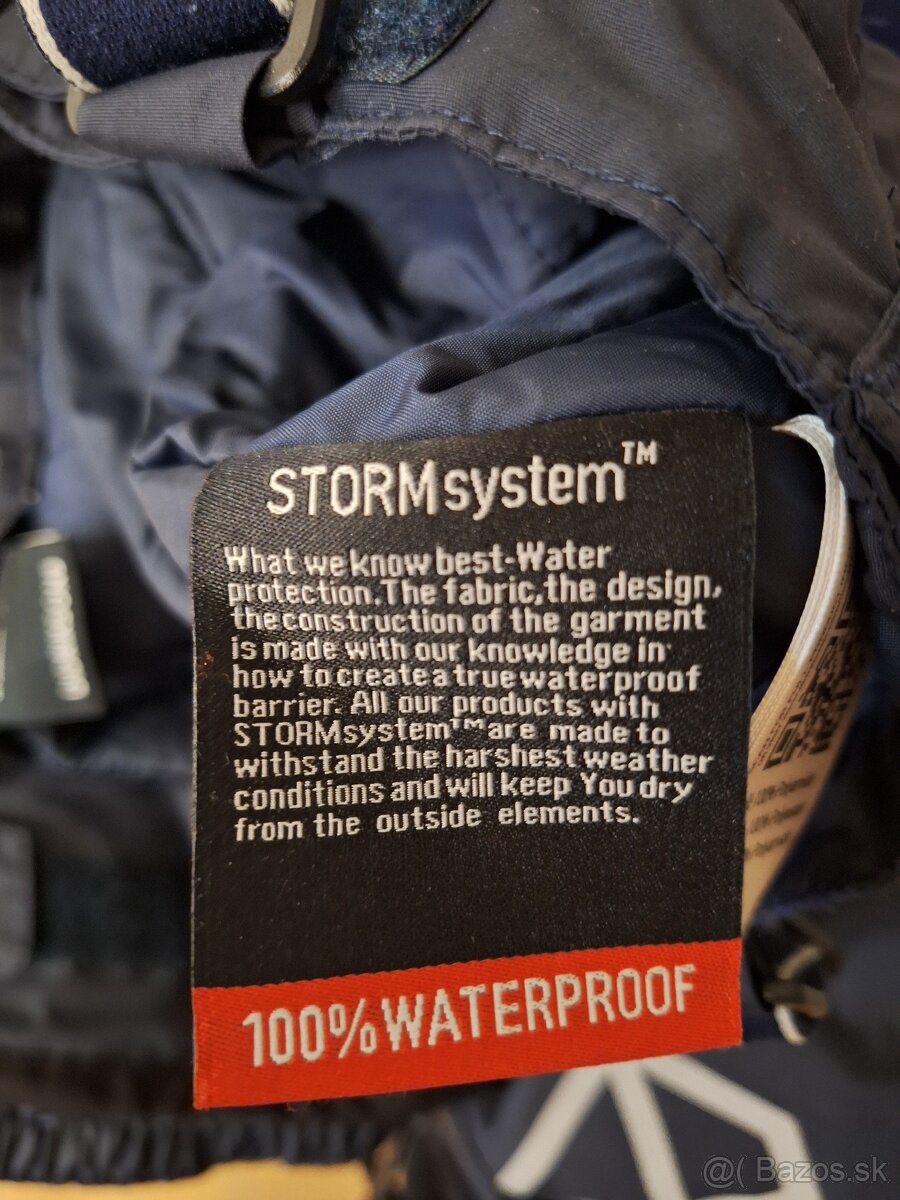 STORMsystem™
What we know best-Water
protection.The fabric,the design,
the construction of the garment
is made with our knowledge in
how to create a true waterproof
barrier. All our products with
STORMsystem™are made to
withstand the harshest weather
conditions and will keep You dry
from the outside elements.
100%WATERPROOF
@( Bazos.sk